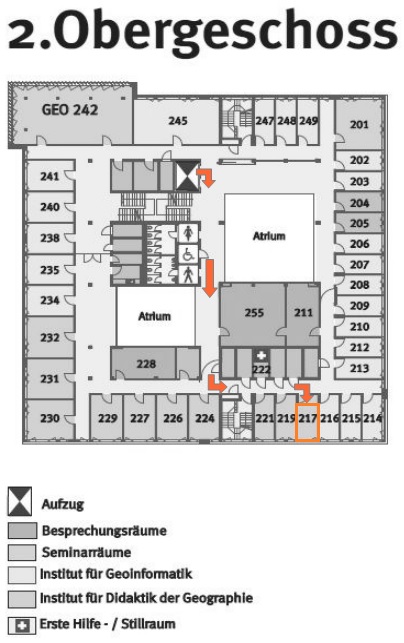 2.Obergeschoss
GEO 242
245
247 248 249
201
202
241
203
240
204
205
238
Atrium
206
235
207
208
234
209
Atrium
255
211
210
232
212
228
222
213
231
230
229 227 226 224
221 219 217 216 215 214
Aufzug
Besprechungsräume
Seminarräume
Institut für Geoinformatik
Institut für Didaktik der Geographie
Erste Hilfe - / Stillraum